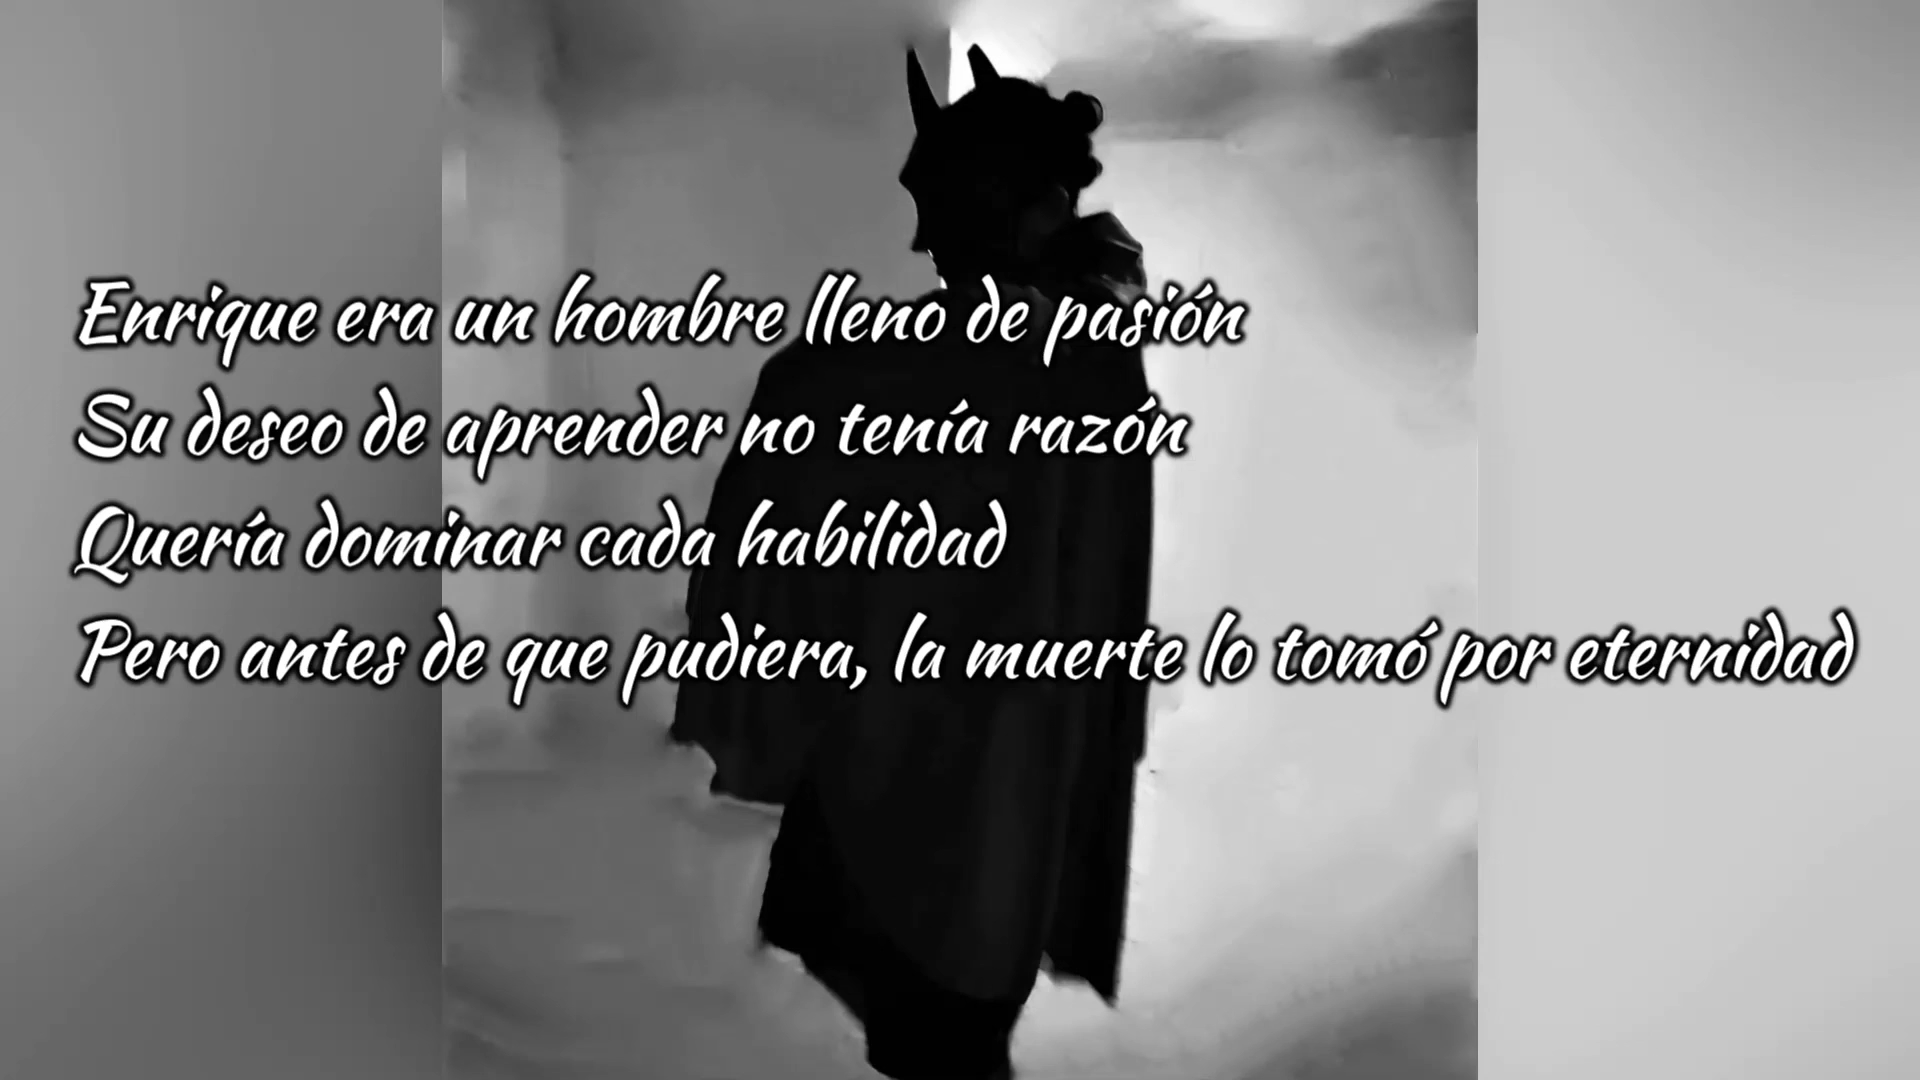 Enrique era un hombre lleno de pasión
Su deseo de aprender no tenía razón
Quería dominar cada habilidad
Pero antes de que pudiera, la muerte lo tomó por eternidad